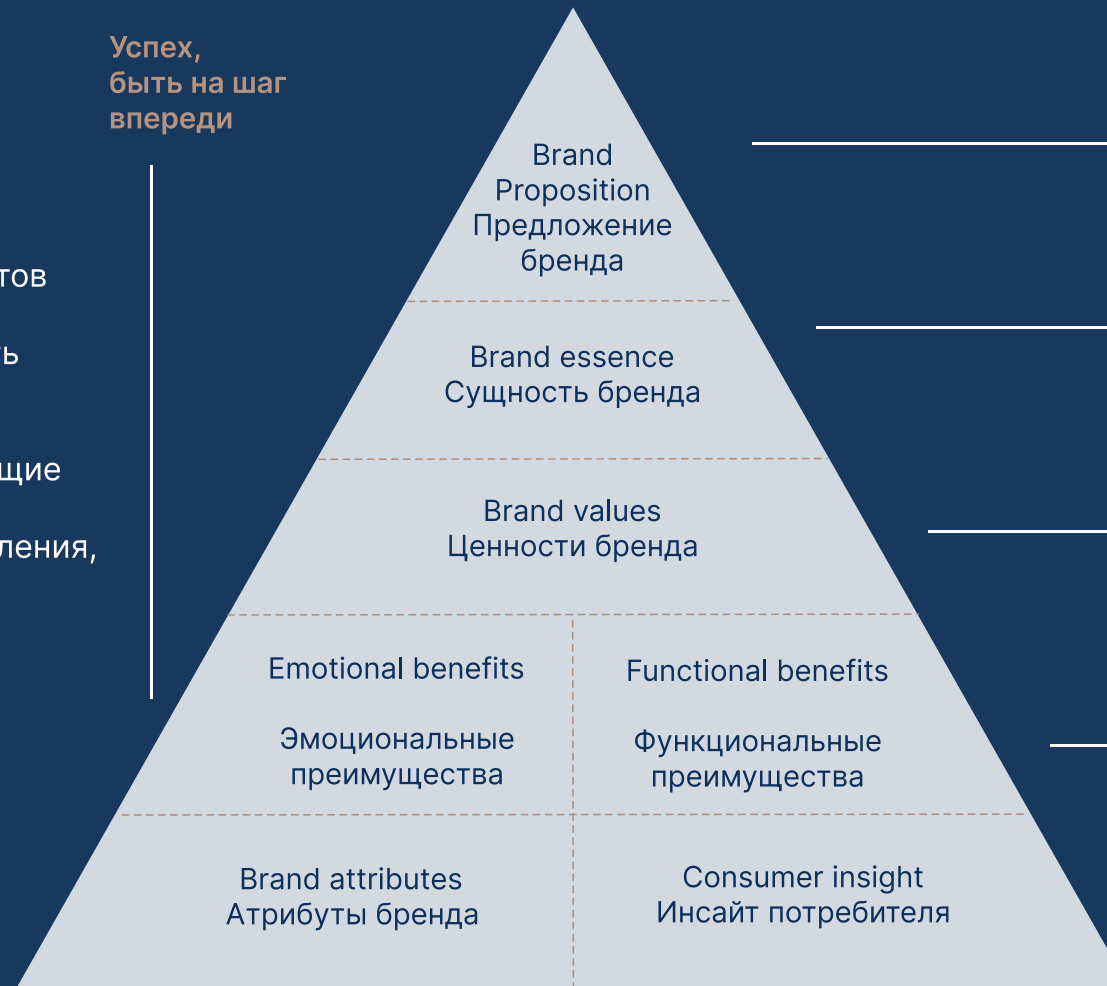 Успех,
быть на шаг
впереди
тов
ь
щие
ления,
Brand
Proposition
Предложение
бренда
Brand essence
Сущность бренда
Brand values
Ценности бренда
Emotional benefits
Эмоциональные
преимущества
Functional benefits
Функциональные
преимущества
Brand attributes
Атрибуты бренда
Consumer insight
Инсайт потребителя